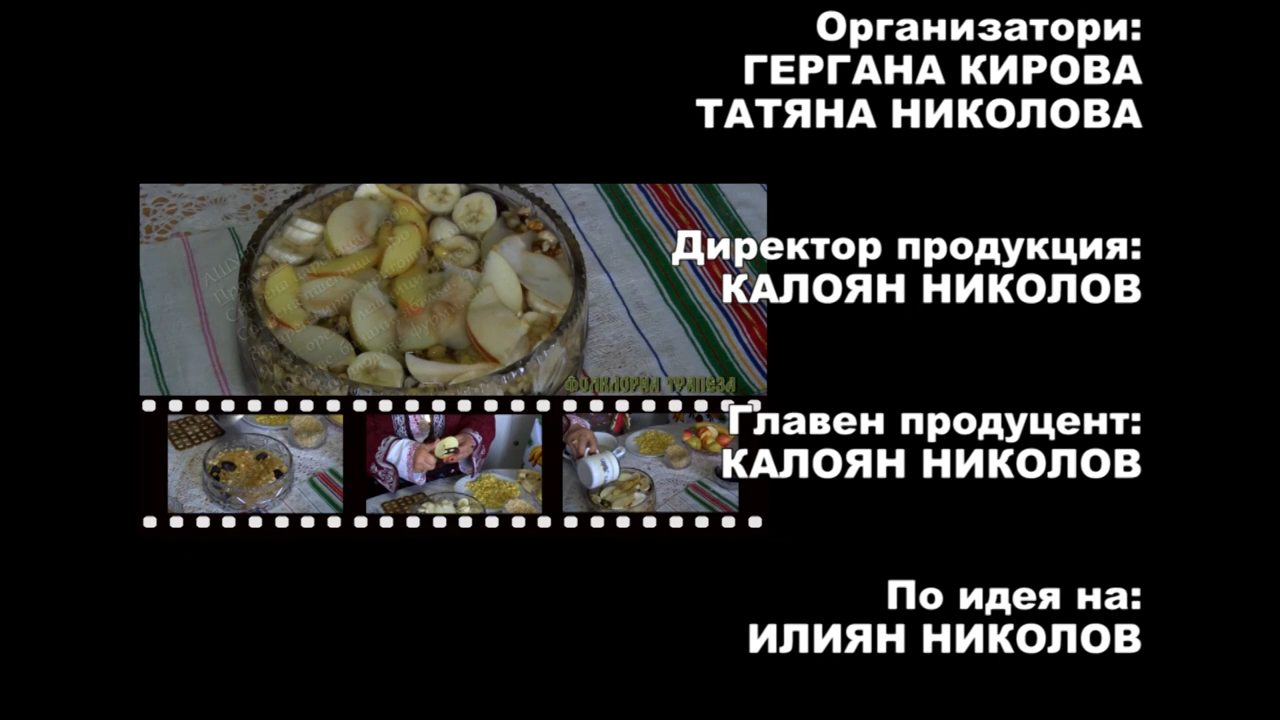 Организатори:
ГЕРГАНА КИРОВА
ТАТЯНА НИКОЛОВА
Директор продукция:
КАЛОЯН НИКОЛОВ
ФОЛКЛОРНА ТРАПЕЗА
Главен продуцент:
КАЛОЯН НИКОЛОВ
По идея на:
ИЛИЯН НИКОЛОВ